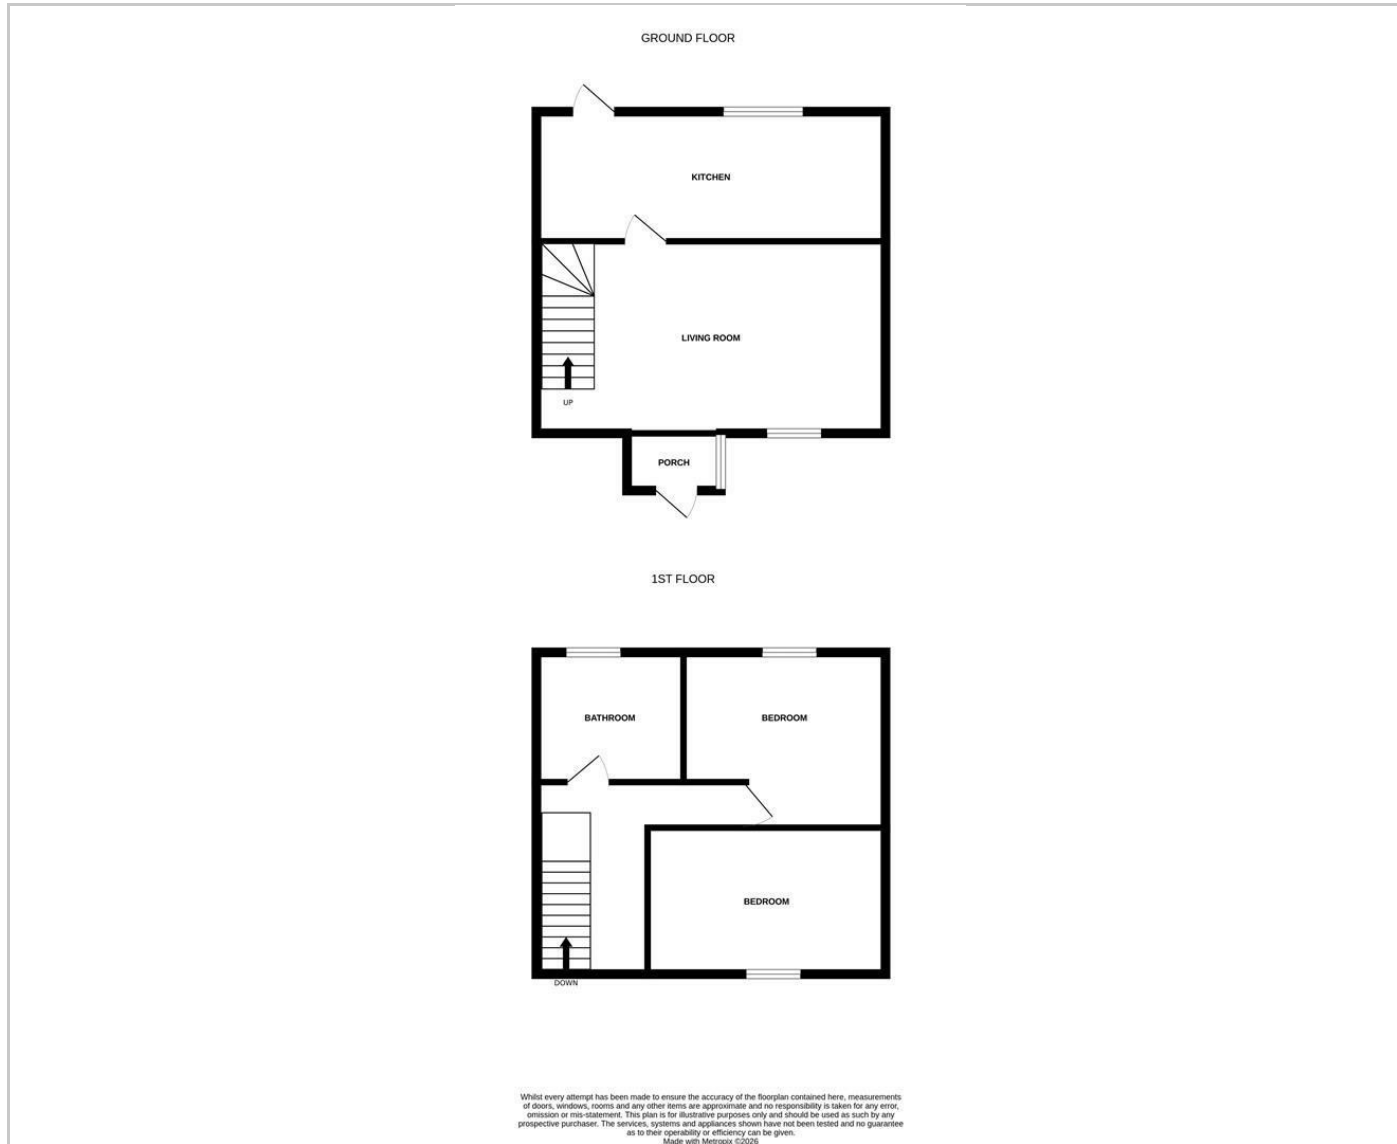 GROUND FLOOR
KITCHEN
LIVING ROOM
UP
PORCH
1ST FLOOR
BATHROOM
BEDROOM
BEDROOM
DOWN
Whilst every attempt has been made to ensure the accuracy of the floorplan contained here, measurements
of doors, windows, rooms and any other items are approximate and no responsibility is taken for any error,
omission or mis-statement. This plan is for illustrative purposes only and should be used as such by any
prospective purchaser. The services, systems and appliances shown have not been tested and no guarantee
as to their operability or efficiency can be given.
Made with Metropix ©2026